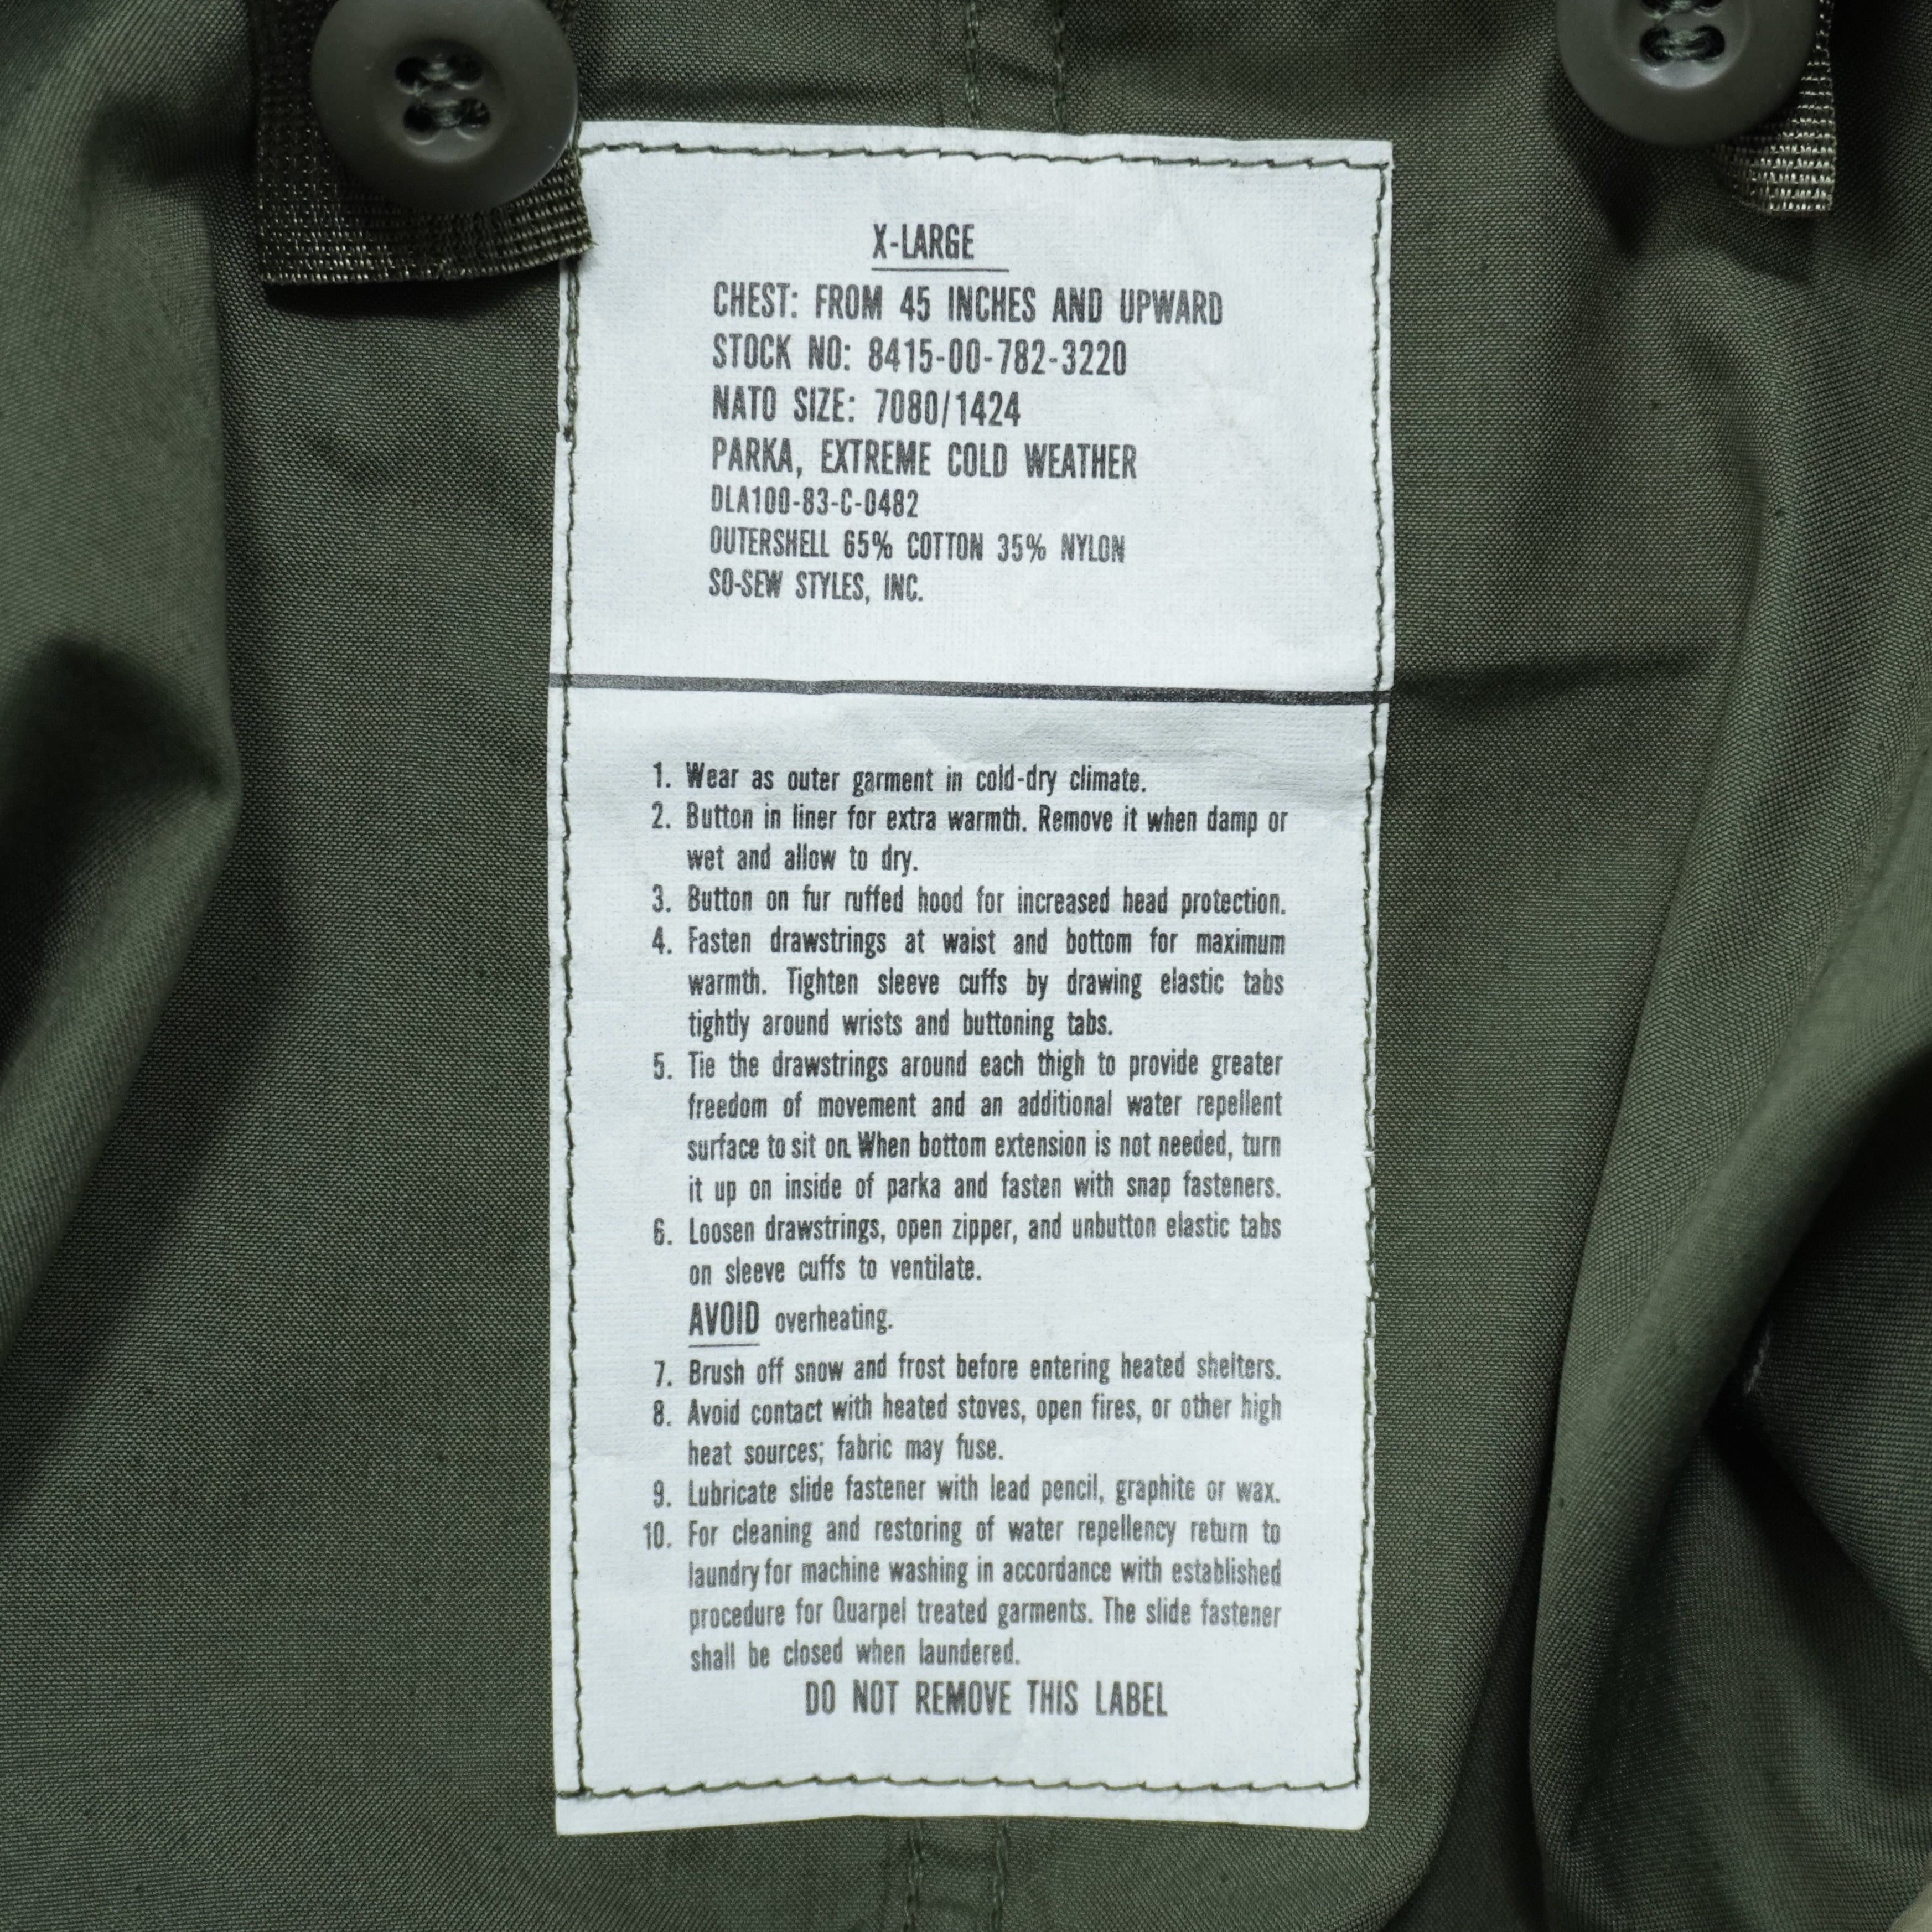 X-LARGE
CHEST: FROM 45 INCHES AND UPWARD
STOCK NO: 8415-00-782-3220
NATO SIZE: 7080/1424
PARKA, EXTREME COLD WEATHER
DLA100-83-C-0482
OUTERSHELL 65% COTTON 35% NYLON
SO-SEW STYLES, INC.
1. Wear as outer garment in cold-dry climate.
2. Button in liner for extra warmth. Remove it when damp or
wet and allow to dry.
3. Button on fur ruffed hood for increased head protection.
4. Fasten drawstrings at waist and bottom for maximum
warmth. Tighten sleeve cuffs by drawing elastic tabs
tightly around wrists and buttoning tabs.
5. Tie the drawstrings around each thigh to provide greater
freedom of movement and an additional water repellent
surface to sit on. When bottom extension is not needed, turn
it up on inside of parka and fasten with snap fasteners.
6. Loosen drawstrings, open zipper, and unbutton elastic tabs
on sleeve cuffs to ventilate.
AVOID overheating.
7. Brush off snow and frost before entering heated shelters.
8. Avoid contact with heated stoves, open fires, or other high
heat sources; fabric may fuse.
9. Lubricate slide fastener with lead pencil, graphite or wax.
10. For cleaning and restoring of water repellency return to
laundry for machine washing in accordance with established
procedure for Quarpel treated garments. The slide fastener
shall be closed when laundered.
DO NOT REMOVE THIS LABEL